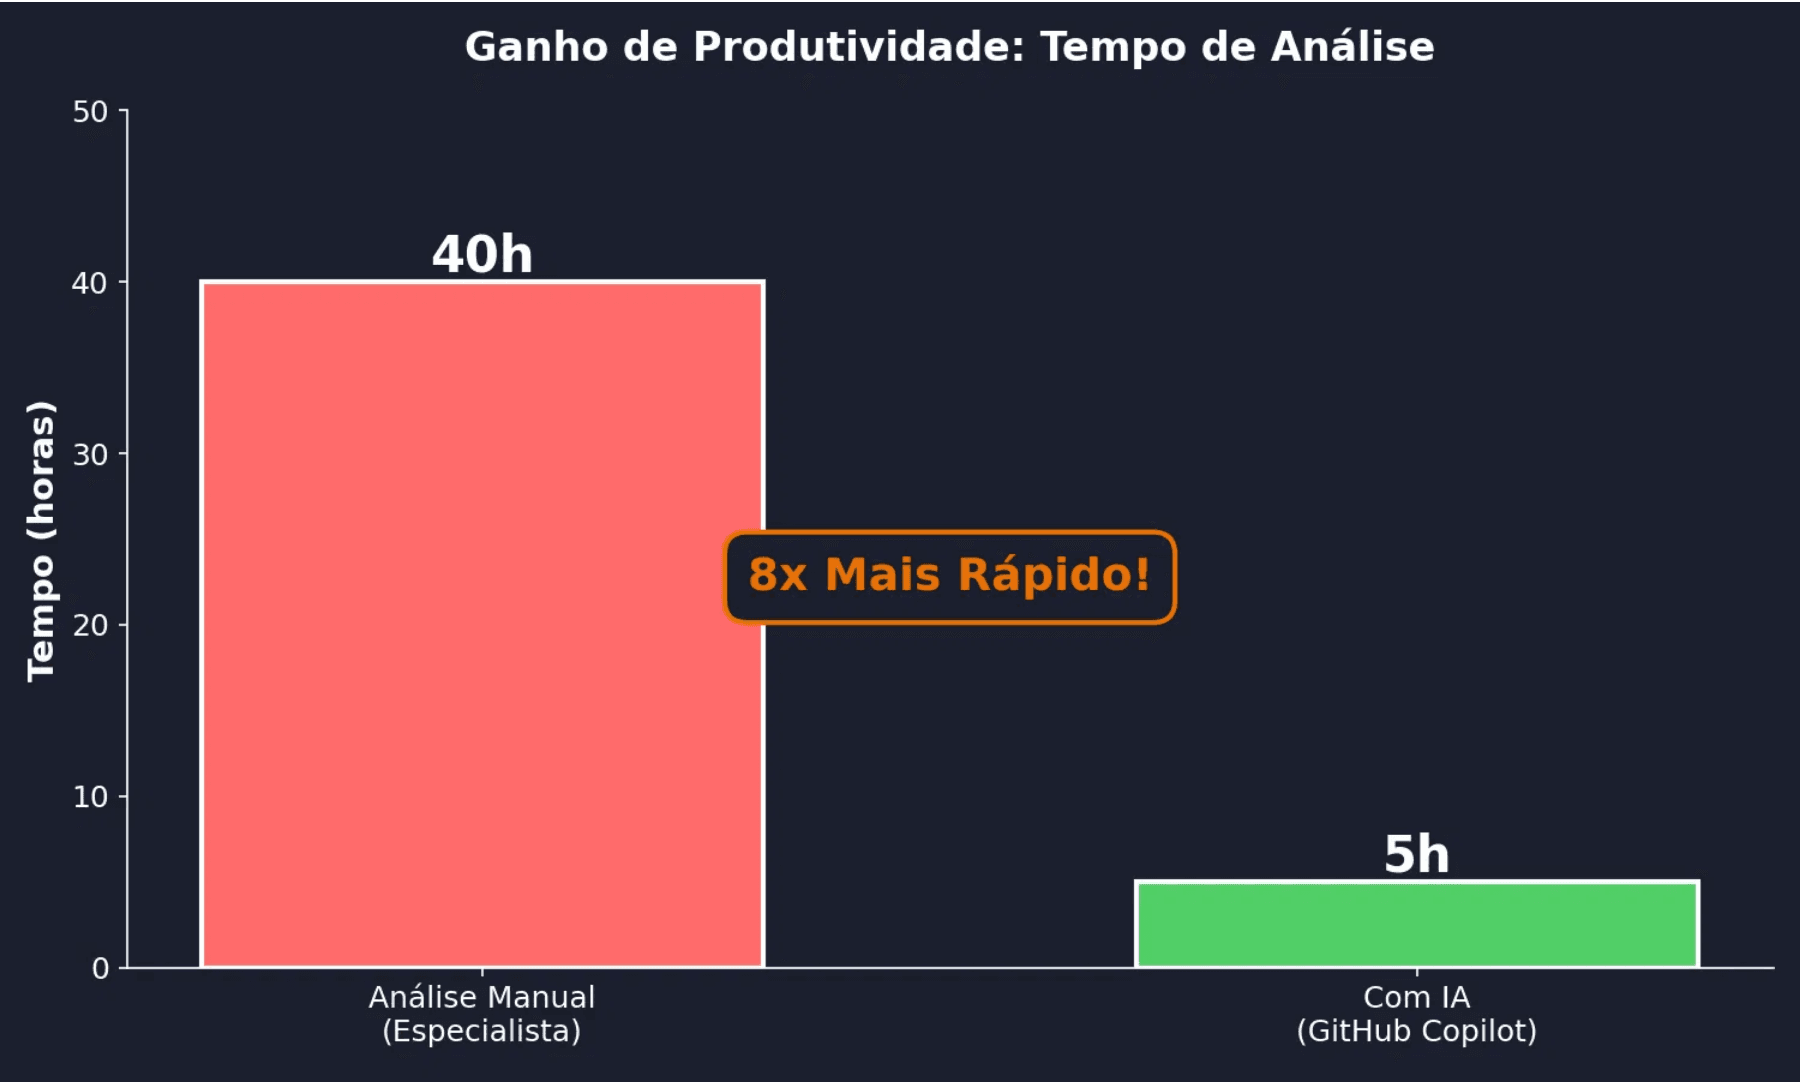 Ganho de Produtividade: Tempo de Análise
Tempo (horas)
50
40
30
20
10
0
40h
8x Mais Rápido!
5h
Análise Manual
(Especialista)
Com IA
(GitHub Copilot)